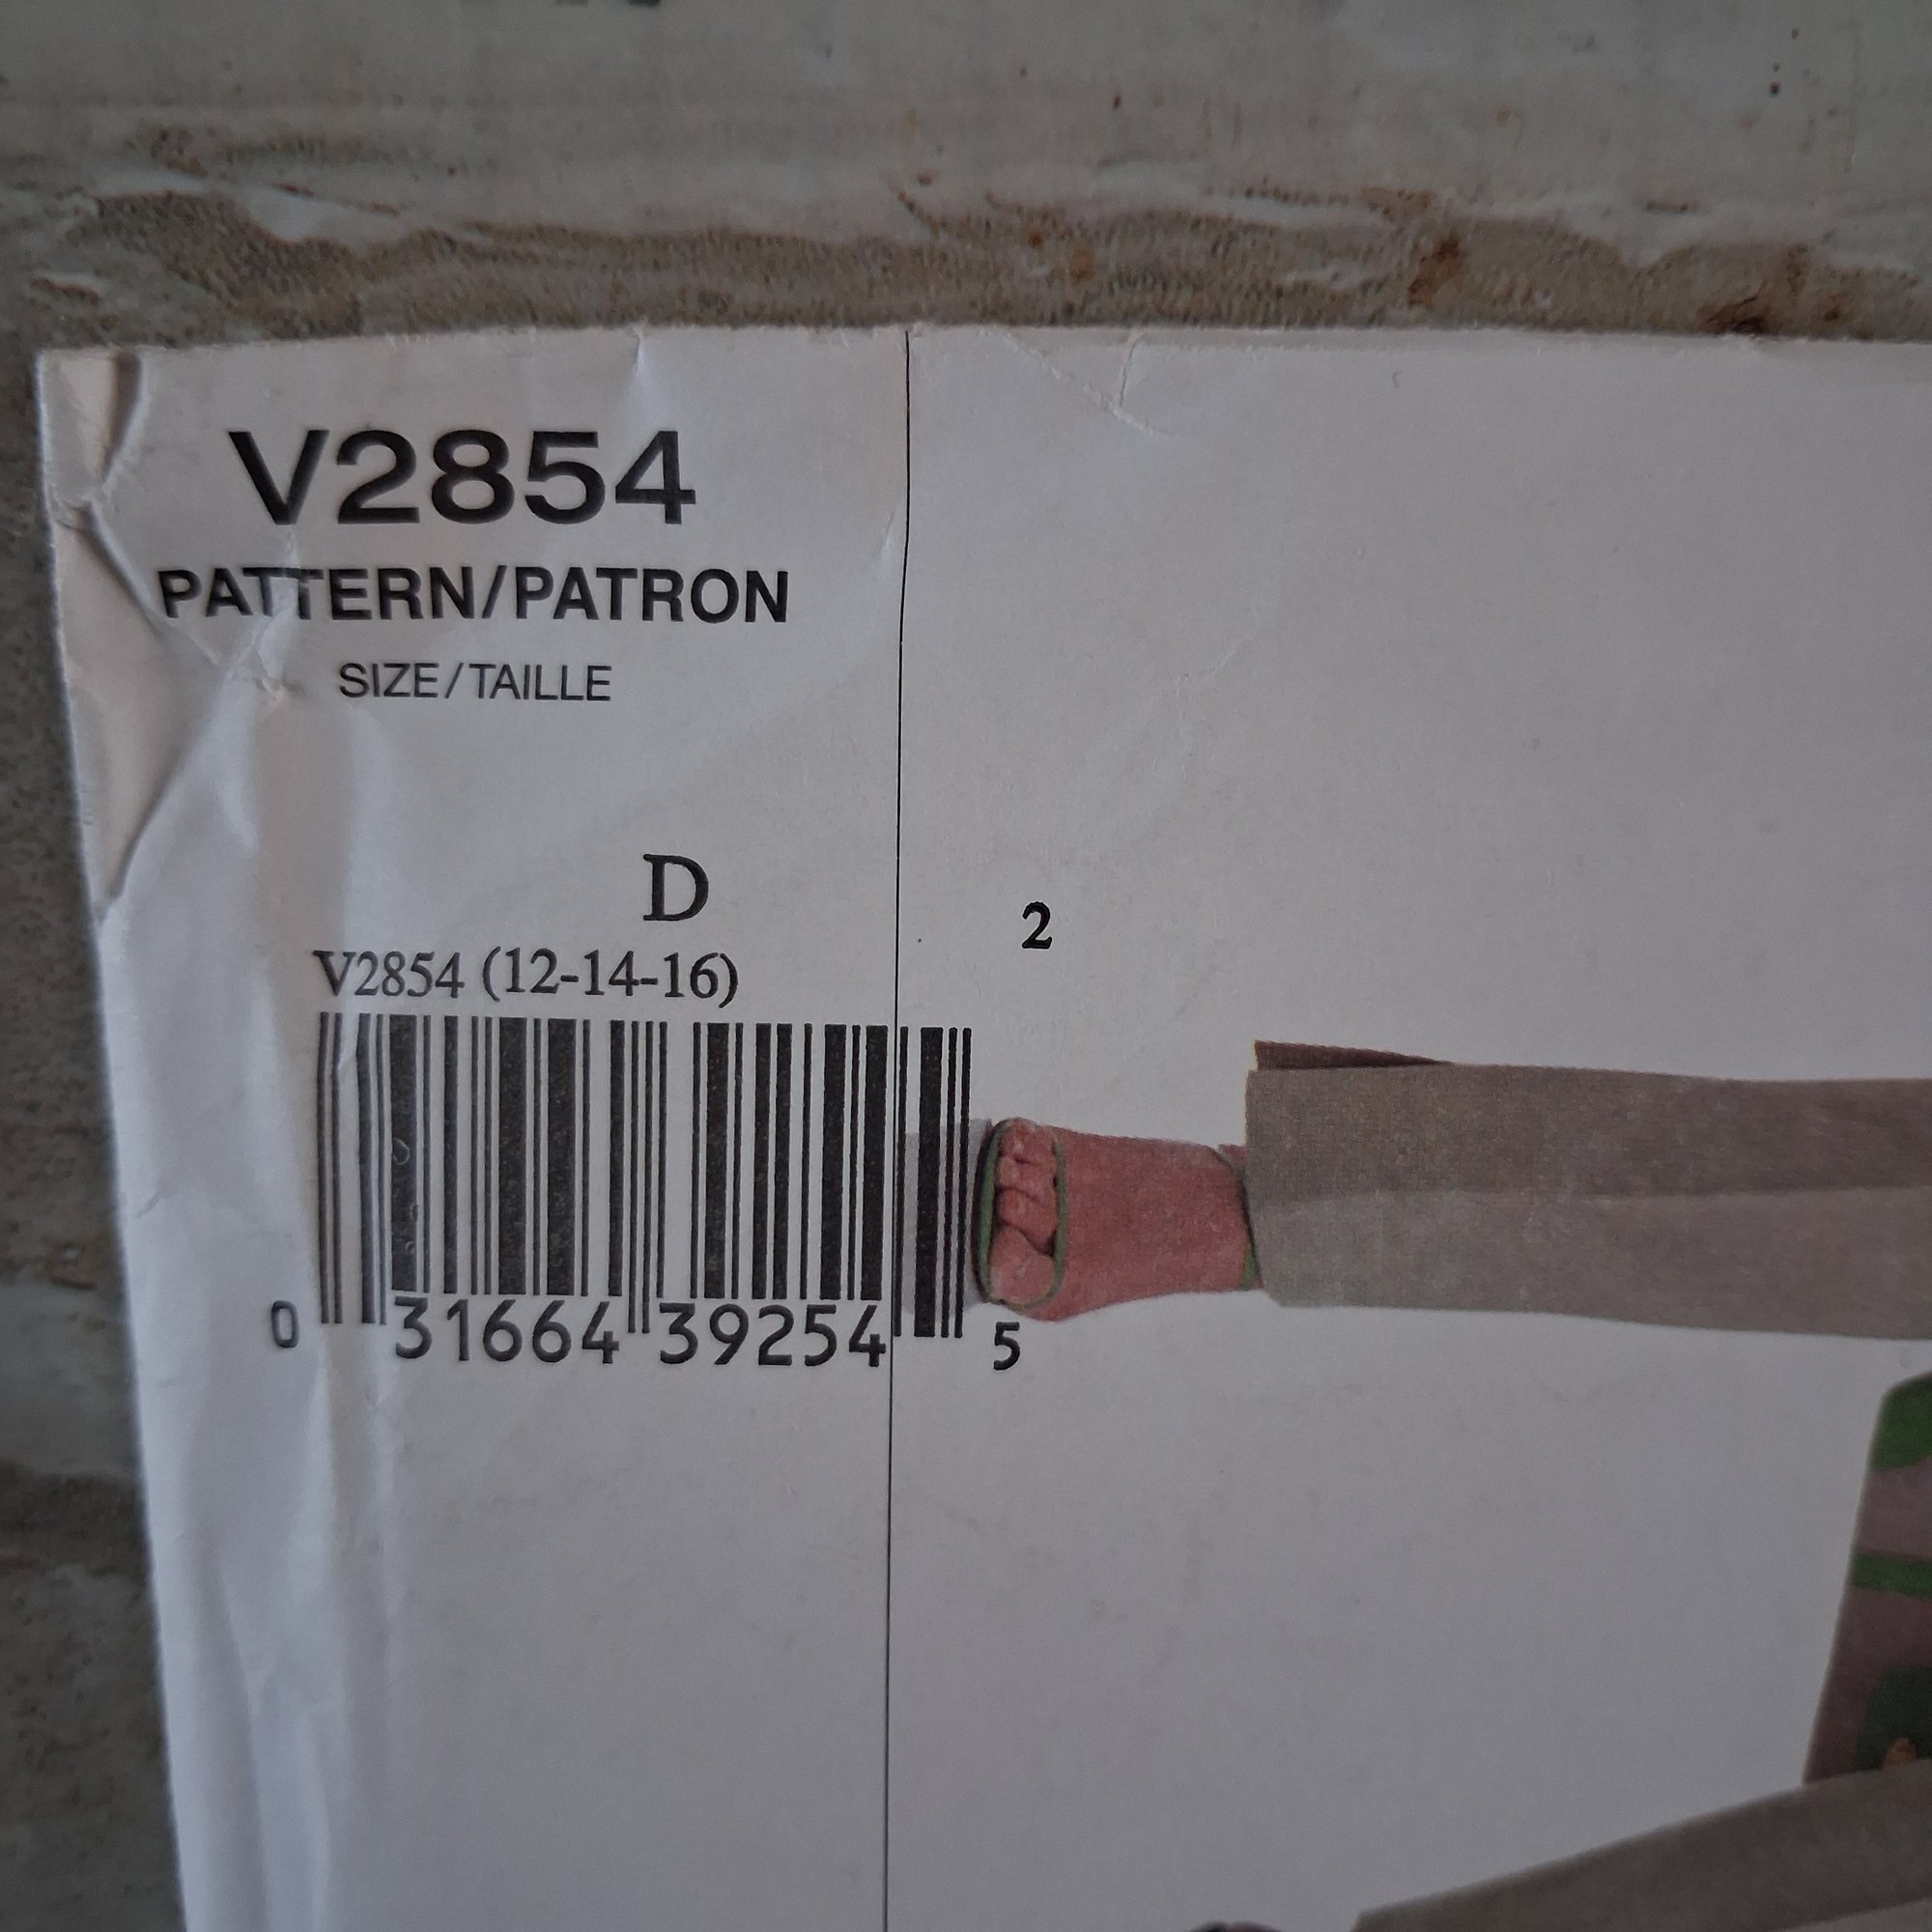 V2854
PATTERN/PATRON
SIZE/TAILLE
D
2
V2854 (12-14-16)
0 31664 39254 5